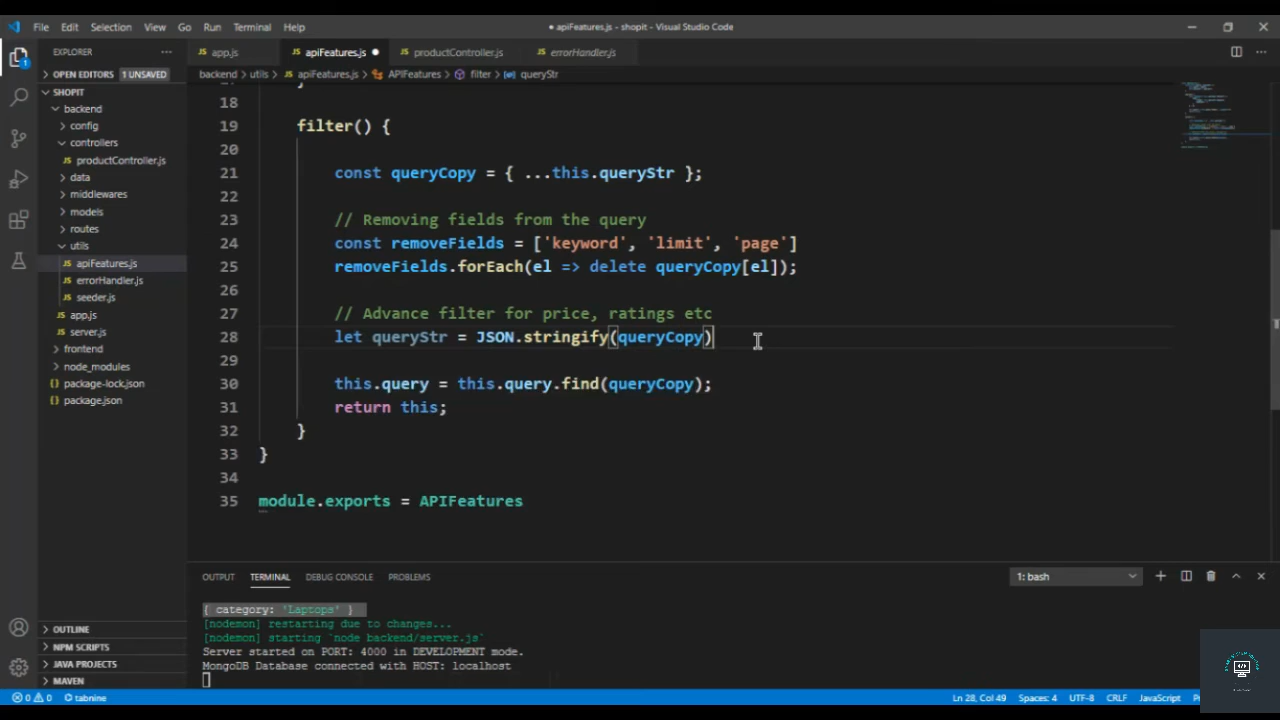 File Edit Selection View Go Run Terminal Help
● apiFeatures.js - shopit - Visual Studio Code
EXPLORER
OPEN EDITORS 1 UNSAVED
SHOPIT
backend
config
controllers
JS productController.js
data
middlewares
models
routes
utils
JS apiFeatures.js
JS errorHandler.js
JS seeder.js
JS app.js
JS server.js
frontend
node_modules
{} package-lock.json
{} package.json
OUTLINE
NPM SCRIPTS
JAVA PROJECTS
MAVEN
JS app.js
JS apiFeatures.js ●
JS productController.js
JS errorHandler.js
backend > utils > JS apiFeatures.js > APIFeatures > filter > queryStr
18
19 filter() {
20
21 const queryCopy = { ...this.queryStr };
22
23 // Removing fields from the query
24 const removeFields = ['keyword', 'limit', 'page']
25 removeFields.forEach(el => delete queryCopy[el]);
26
27 // Advance filter for price, ratings etc
28 let queryStr = JSON.stringify(queryCopy)
29
30 this.query = this.query.find(queryCopy);
31 return this;
32 }
33 }
34
35 module.exports = APIFeatures
OUTPUT TERMINAL DEBUG CONSOLE PROBLEMS
1: bash
{ category: 'Laptops' }
[nodemon] restarting due to changes...
[nodemon] starting `node backend/server.js`
Server started on PORT: 4000 in DEVELOPMENT mode.
MongoDB Database connected with HOST: localhost
0 0 tabnine
Ln 28, Col 49 Spaces: 4 UTF-8 CRLF JavaScript